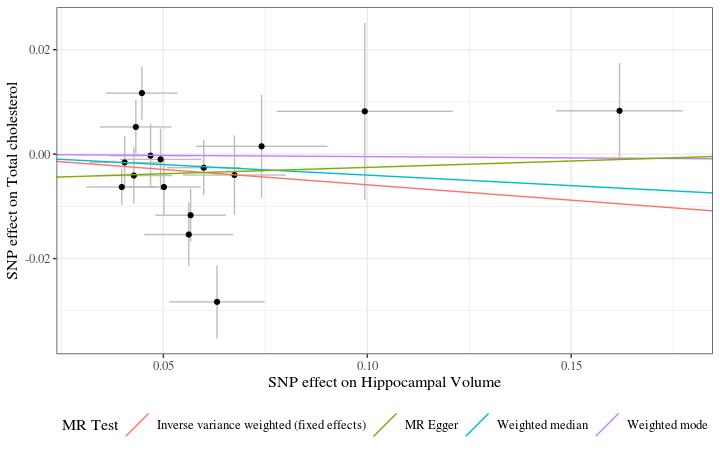 SNP effect on Total cholesterol
0.02
0.00
-0.02
0.05
0.10
0.15
SNP effect on Hippocampal Volume
MR Test
Inverse variance weighted (fixed effects)
MR Egger
Weighted median
Weighted mode